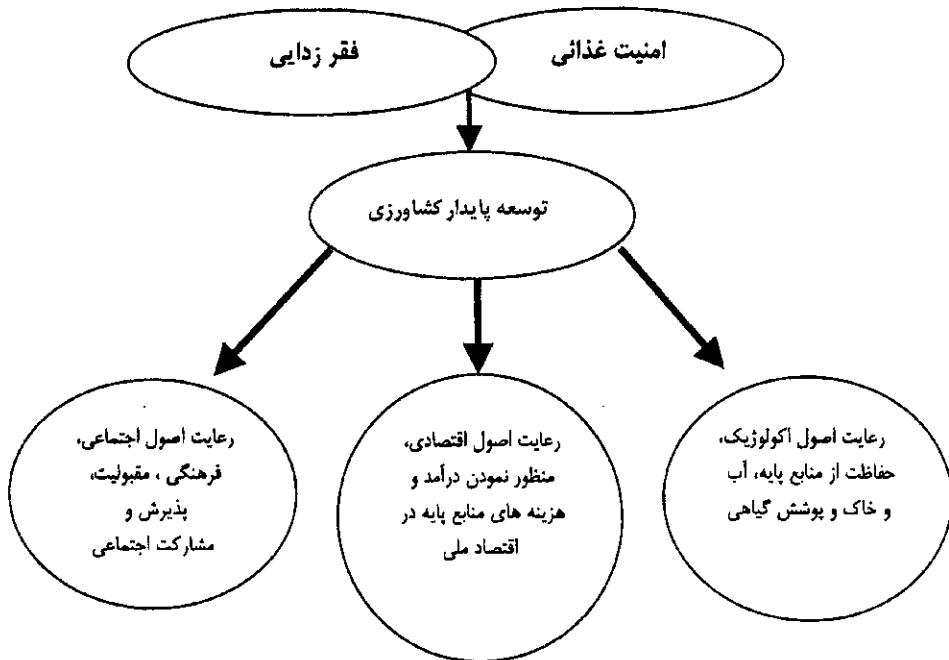 امنیت غذائی
فقر زدایی
توسعه پایدار کشاورزی
رعایت اصول اکولوژیک،
حفاظت از منابع پایه، آب
و خاک و پوشش گیاهی
رعایت اصول اقتصادی،
منظور نمودن درآمد و
هزینه های منابع پایه در
اقتصاد ملی
رعایت اصول اجتماعی،
فرهنگی ، مقبولیت،
پذیرش و
مشارکت اجتماعی